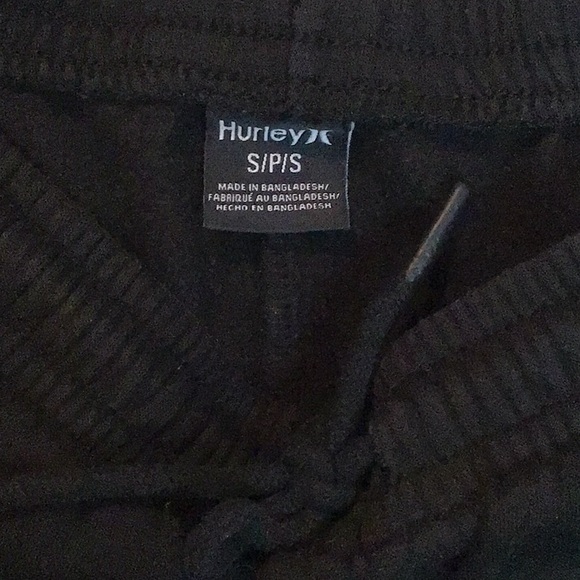 Hurley
S/P/S
MADE IN BANGLADESH/
FABRIQUÉ AU BANGLADESH/
HECHO EN BANGLADESH